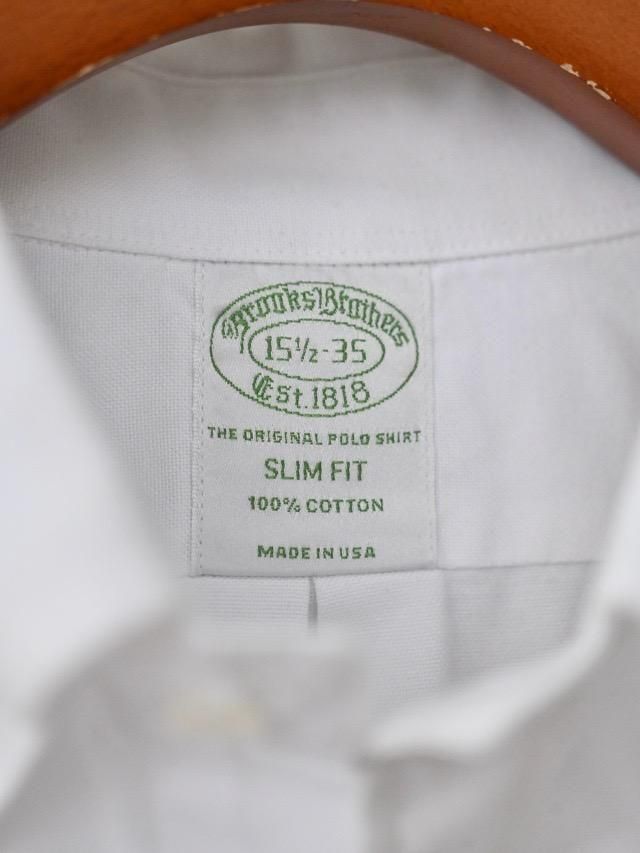 Brooks Brothers
15½-35
Est. 1818
THE ORIGINAL POLO SHIRT
SLIM FIT
100% COTTON
MADE IN USA